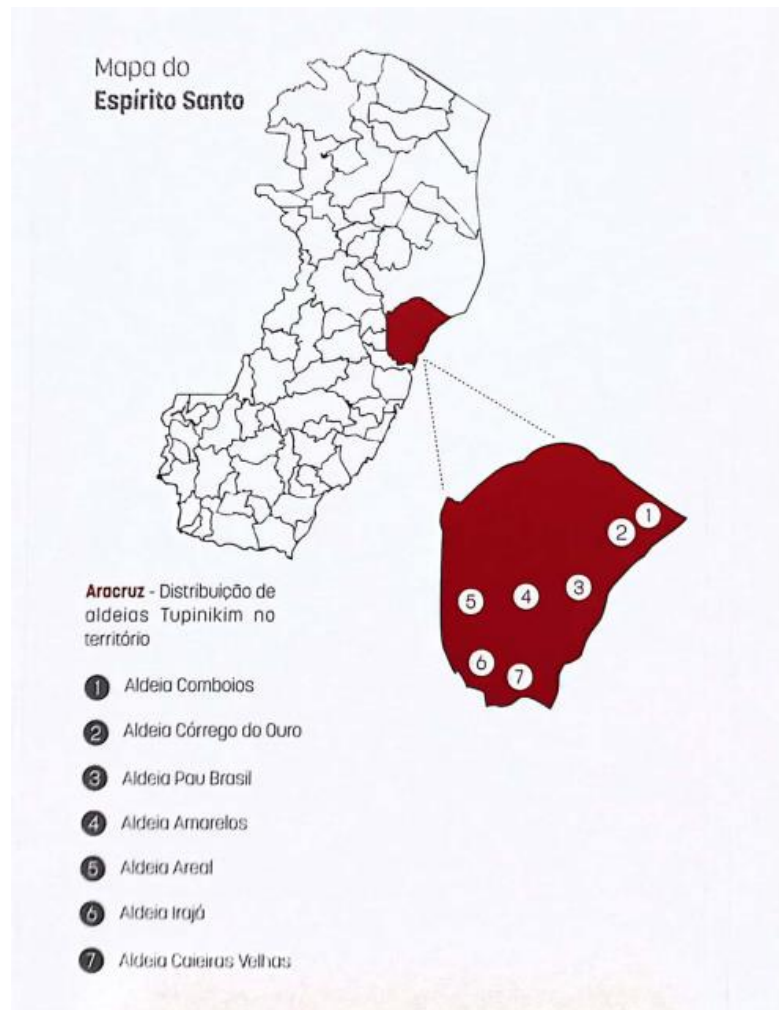 Mapa do
Espírito Santo
Aracruz - Distribuição de
aldeias Tupinikim no
território
1 Aldeia Comboios
2 Aldeia Córrego do Ouro
3 Aldeia Pau Brasil
4 Aldeia Amarelos
5 Aldeia Areal
6 Aldeia Irajá
7 Aldeia Caieiras Velhas
1
2
3
4
5
6
7